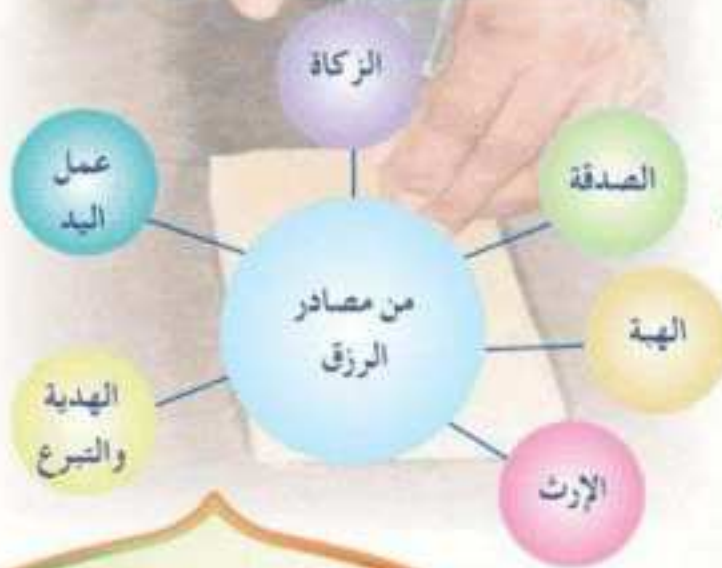 الزكاة
الصدقة
عمل
اليد
من مصادر
الرزق
الهبة
الهدية
والتبرع
الإرث